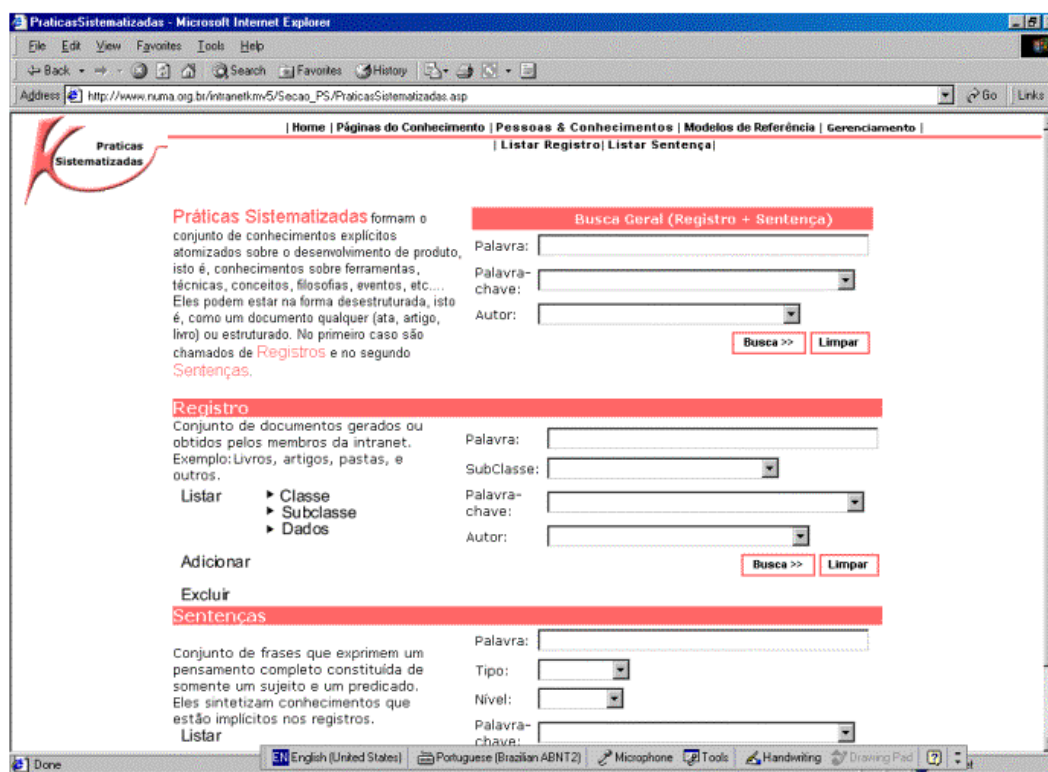 PraticasSistematizadas - Microsoft Internet Explorer
File Edit View Favorites Tools Help
Back Search Favorites History
Address http://www.numa.org.br/intranetkmv5/Secao_PS/PraticasSistematizadas.asp Go Links
| Home | Páginas do Conhecimento | Pessoas & Conhecimentos | Modelos de Referência | Gerenciamento |
| Listar Registro| Listar Sentença|
Praticas
Sistematizadas
Práticas Sistematizadas formam o
conjunto de conhecimentos explícitos
atomizados sobre o desenvolvimento de produto,
isto é, conhecimentos sobre ferramentas,
técnicas, conceitos, filosofias, eventos, etc....
Eles podem estar na forma desestruturada, isto
é, como um documento qualquer (ata, artigo,
livro) ou estruturado. No primeiro caso são
chamados de Registros e no segundo
Sentenças.
Busca Geral (Registro + Sentença)
Palavra:
Palavra-
chave:
Autor:
Busca >> Limpar
Registro
Conjunto de documentos gerados ou
obtidos pelos membros da intranet.
Exemplo: Livros, artigos, pastas, e
outros.
Listar
Classe
Subclasse
Dados
Adicionar
Excluir
Palavra:
SubClasse:
Palavra-
chave:
Autor:
Busca >> Limpar
Sentenças
Conjunto de frases que exprimem um
pensamento completo constituída de
somente um sujeito e um predicado.
Eles sintetizam conhecimentos que
estão implícitos nos registros.
Listar
Palavra:
Tipo:
Nível:
Palavra-
chave:
Done
EN English (United States) Portuguese (Brazilian ABNT2) Microphone Tools Handwriting Drawing Pad